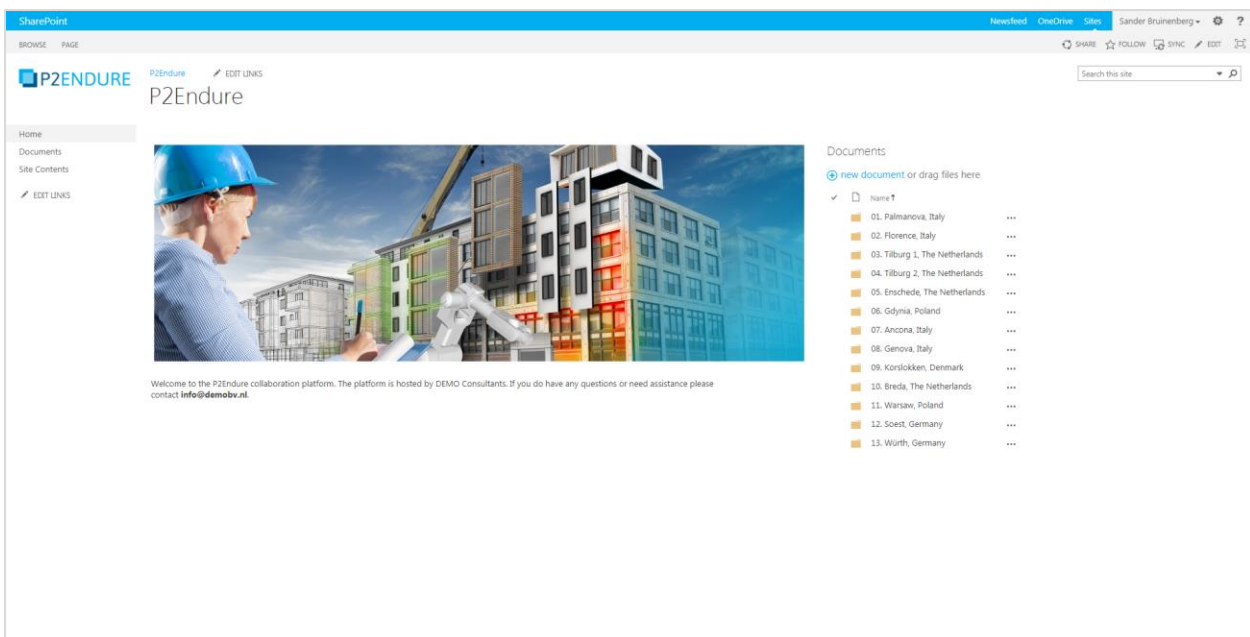 SharePoint
Newsfeed OneDrive Sites Sander Bruinenberg ?
BROWSE PAGE
SHARE FOLLOW SYNC EDIT
P2ENDURE
P2Endure EDIT LINKS
P2Endure
Search this site
Home
Documents
Site Contents
EDIT LINKS
Documents
new document or drag files here
Name
01. Palmanova, Italy ...
02. Florence, Italy ...
03. Tilburg 1, The Netherlands ...
04. Tilburg 2, The Netherlands ...
05. Enschede, The Netherlands ...
06. Gdynia, Poland ...
07. Ancona, Italy ...
08. Genova, Italy ...
09. Korsløkken, Denmark ...
10. Breda, The Netherlands ...
11. Warsaw, Poland ...
12. Soest, Germany ...
13. Würth, Germany ...
Welcome to the P2Endure collaboration platform. The platform is hosted by DEMO Consultants. If you do have any questions or need assistance please
contact info@demobv.nl.